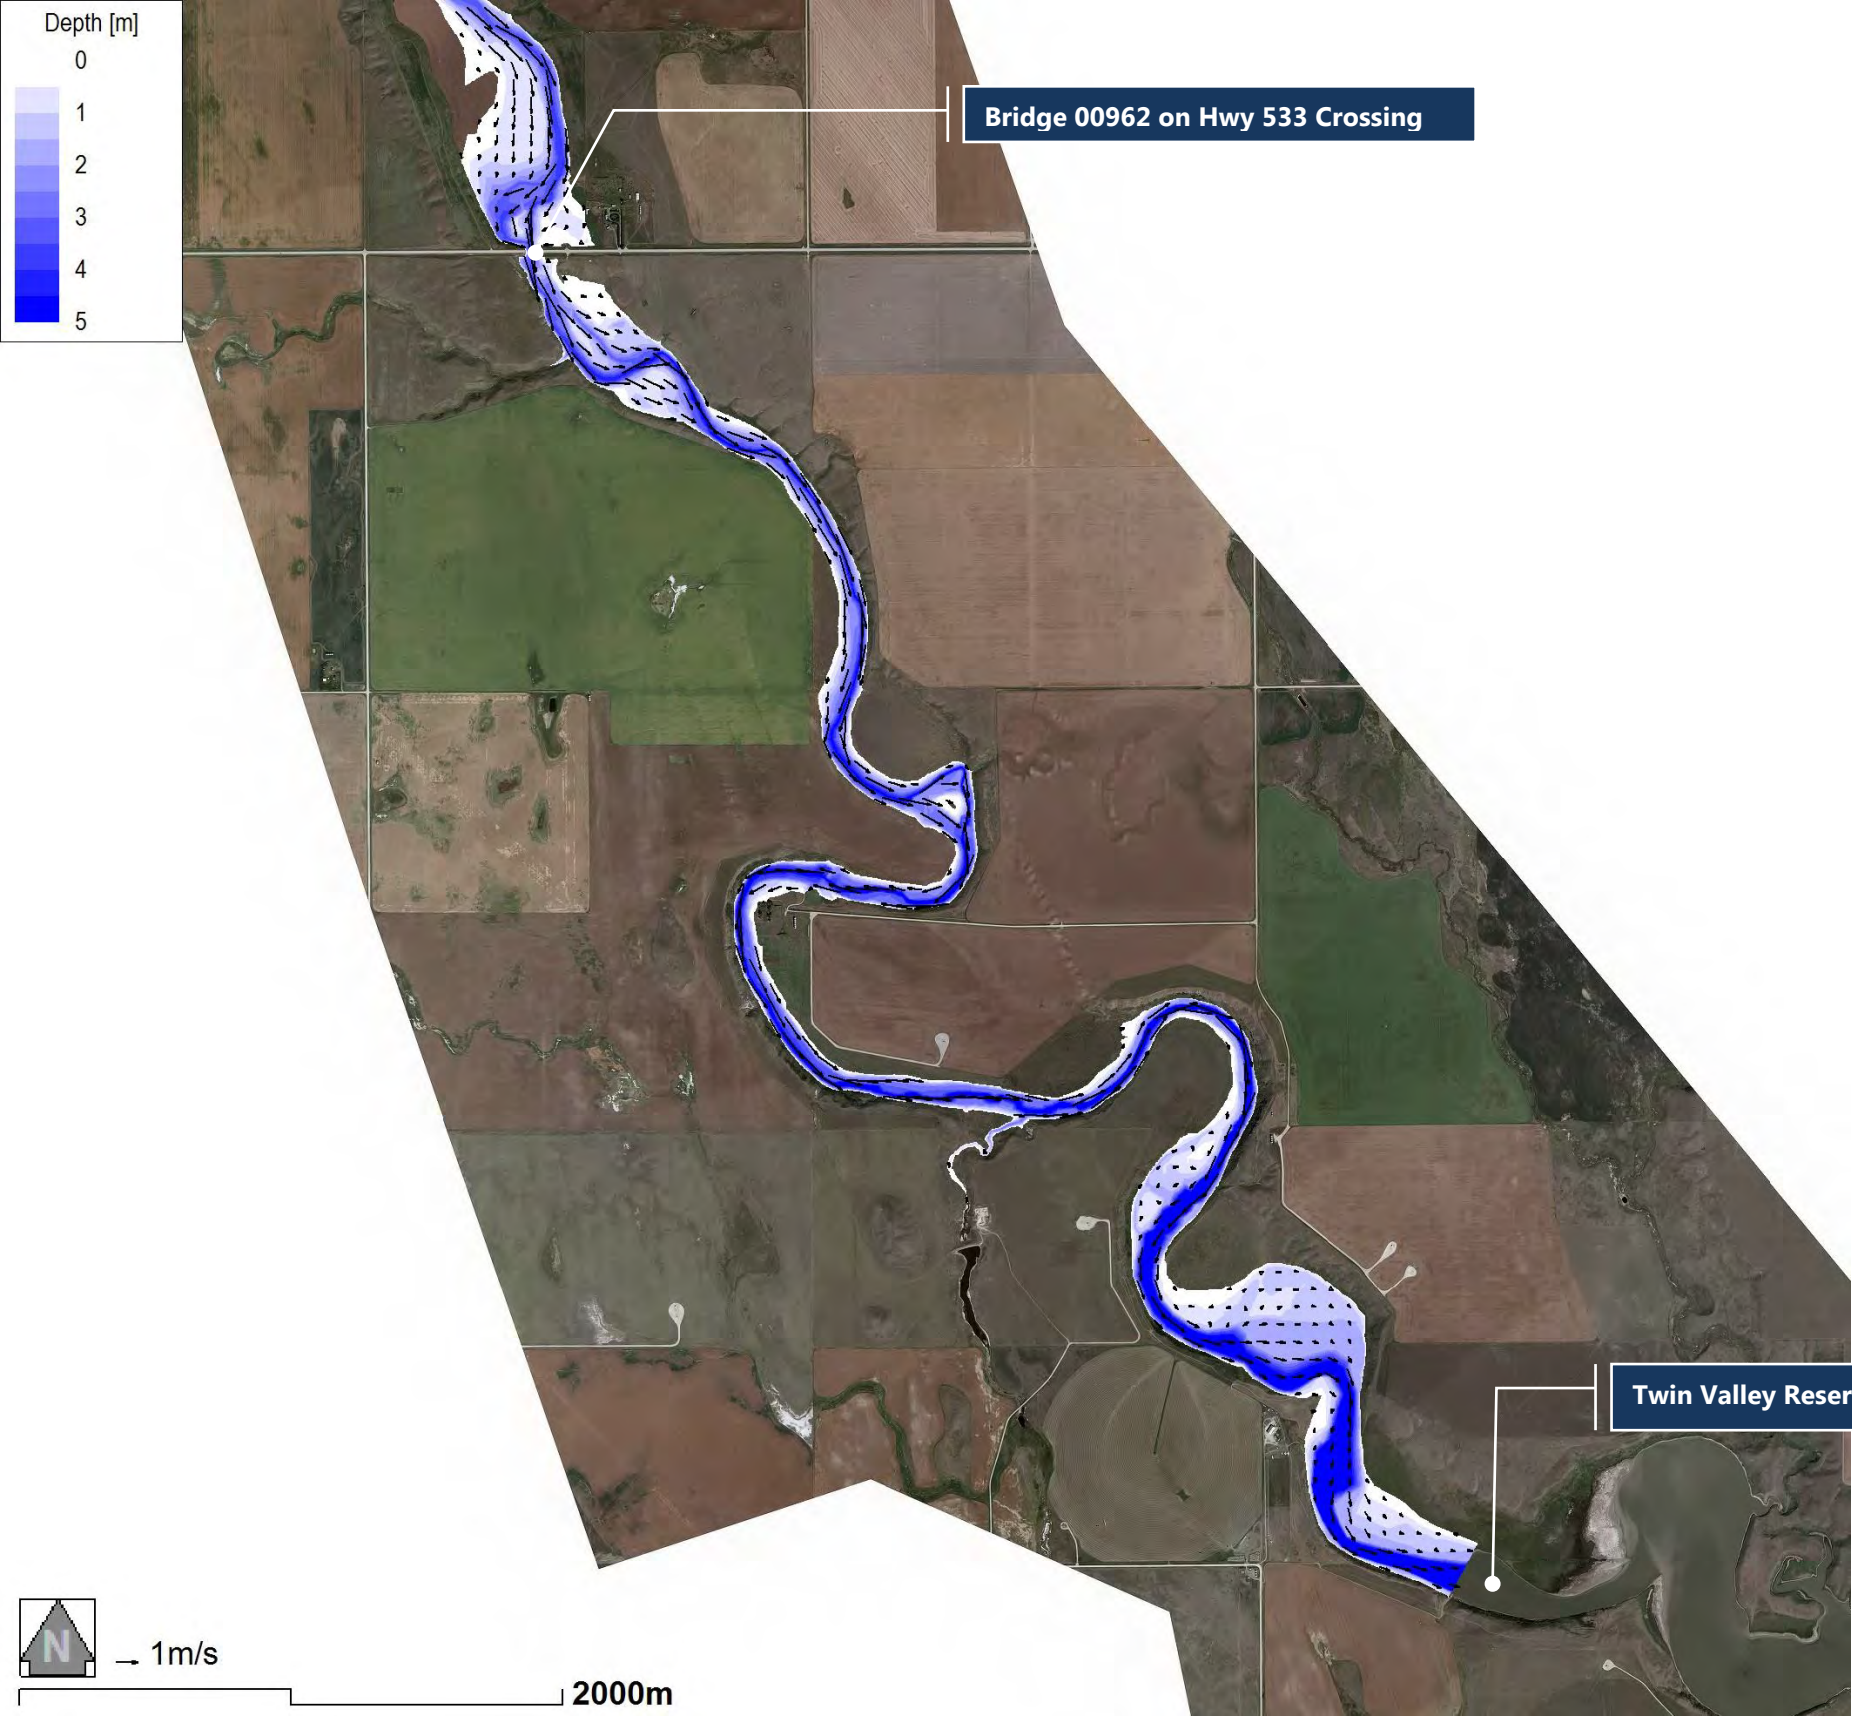 Depth [m]
0
1
2
3
4
5
Bridge 00962 on Hwy 533 Crossing
Twin Valley Reser
N
1m/s
2000m